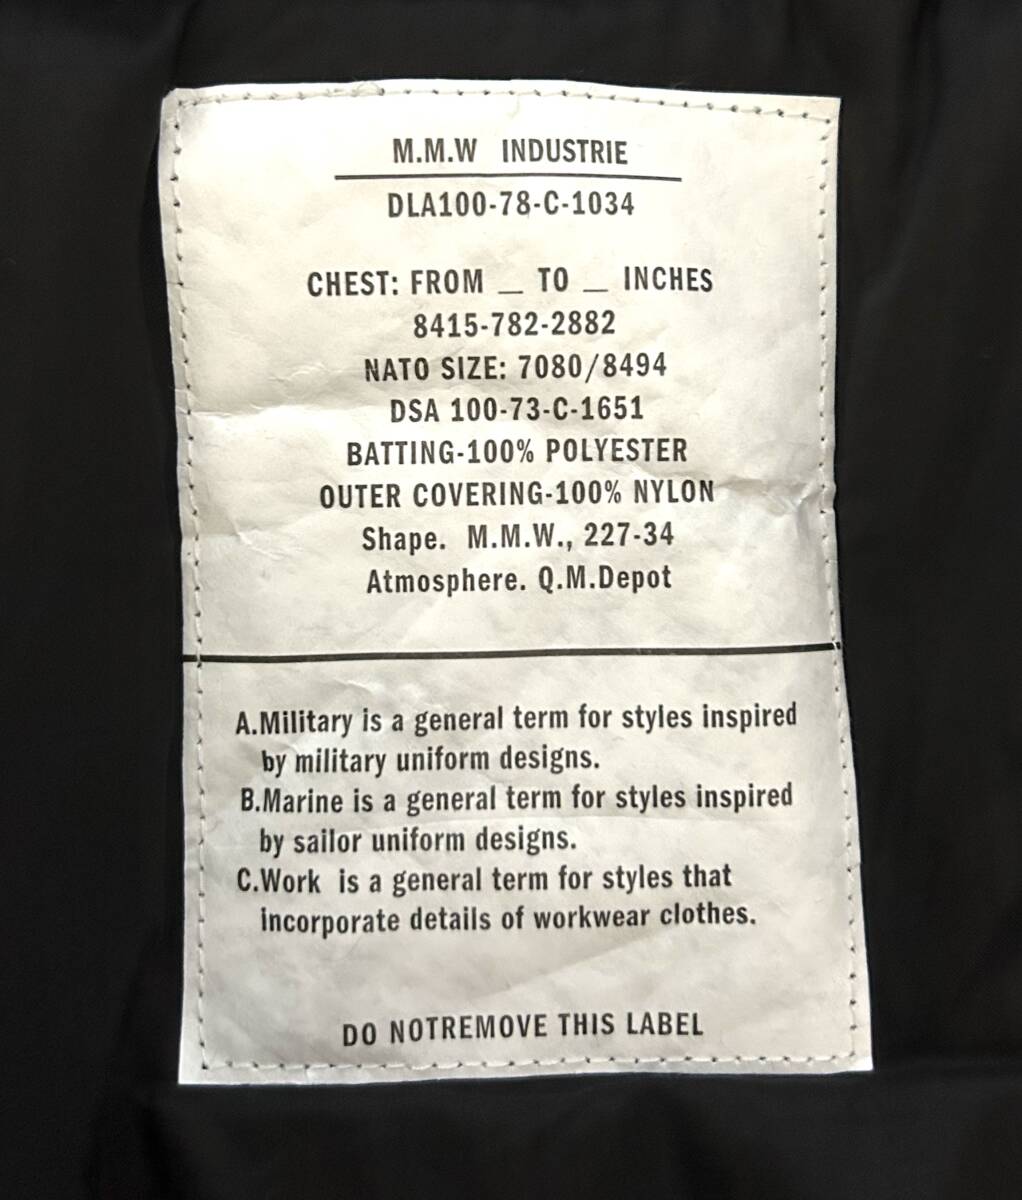 M.M.W INDUSTRIE
DLA100-78-C-1034
CHEST: FROM _ TO _ INCHES
8415-782-2882
NATO SIZE: 7080/8494
DSA 100-73-C-1651
BATTING-100% POLYESTER
OUTER COVERING-100% NYLON
Shape. M.M.W., 227-34
Atmosphere. Q.M.Depot
A.Military is a general term for styles inspired
by military uniform designs.
B.Marine is a general term for styles inspired
by sailor uniform designs.
C.Work is a general term for styles that
incorporate details of workwear clothes.
DO NOTREMOVE THIS LABEL